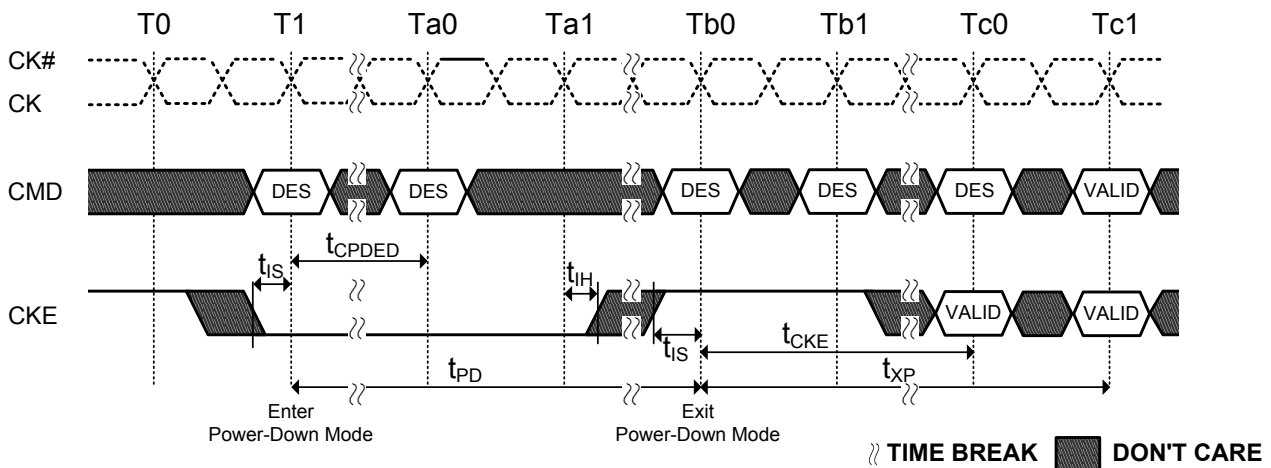 T0 T1 Ta0 Ta1 Tb0 Tb1 Tc0 Tc1
CK#
CK
CMD DES DES DES DES DES VALID
tCPDED
tIS tIH
CKE VALID VALID
tIS tCKE
tPD tXP
Enter Power-Down Mode
Exit Power-Down Mode
TIME BREAK DON'T CARE